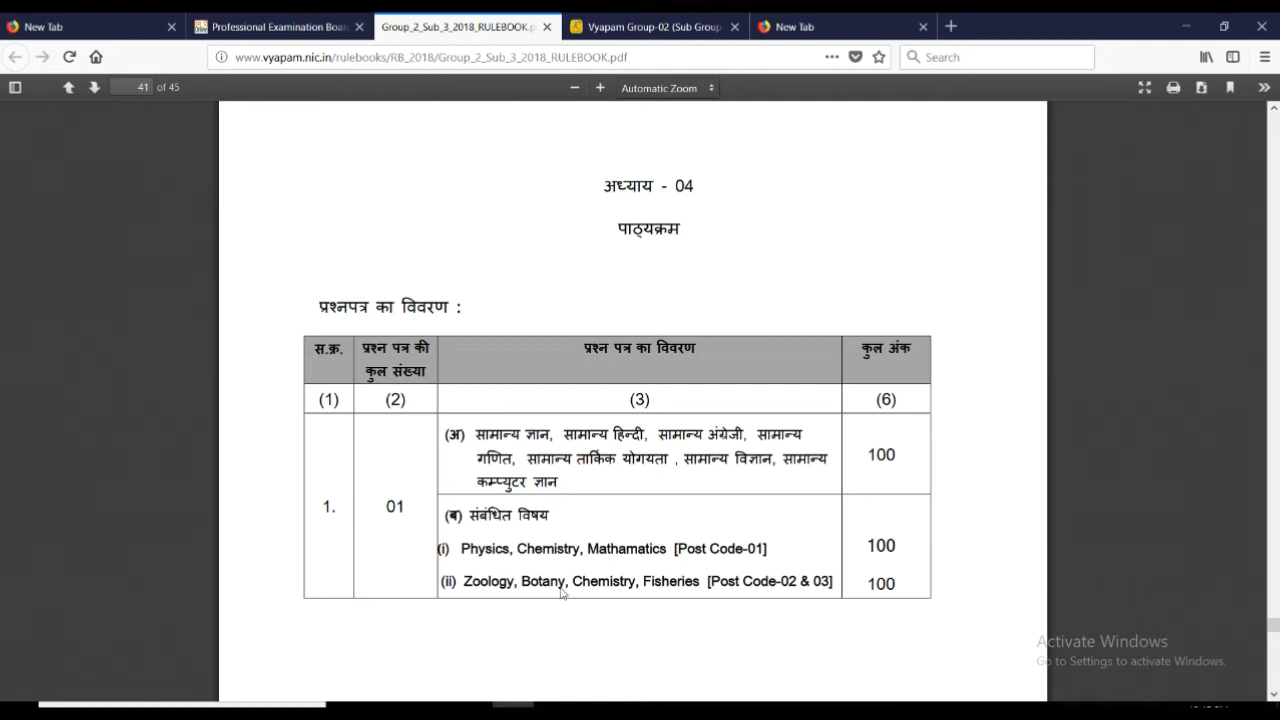 New Tab
Professional Examination Boar
Group_2_Sub_3_2018_RULEBOOK.p
Vyapam Group-02 (Sub Group
New Tab
www.vyapam.nic.in/rulebooks/RB_2018/Group_2_Sub_3_2018_RULEBOOK.pdf
Search
41 of 45
Automatic Zoom
अध्याय - 04
पाठ्यक्रम
प्रश्नपत्र का विवरण :
स.क्र. प्रश्न पत्र की कुल संख्या प्रश्न पत्र का विवरण कुल अंक
(1) (2) (3) (6)
(अ) सामान्य ज्ञान, सामान्य हिन्दी, सामान्य अंग्रेजी, सामान्य
गणित, सामान्य तार्किक योगयता , सामान्य विज्ञान, सामान्य 100
कम्प्युटर ज्ञान
1. 01
(ब) संबंधित विषय
(i) Physics, Chemistry, Mathamatics [Post Code-01] 100
(ii) Zoology, Botany, Chemistry, Fisheries [Post Code-02 & 03] 100
Activate Windows
Go to Settings to activate Windows.